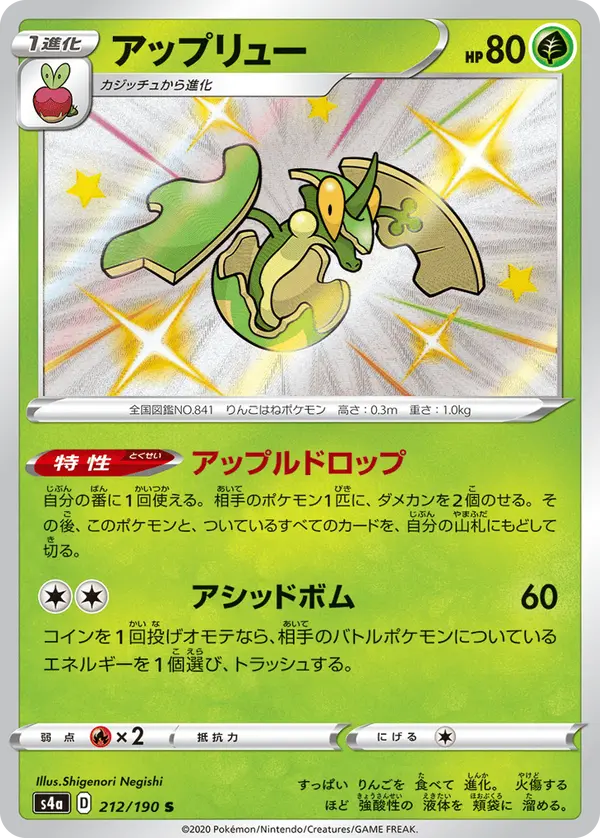 1進化
アップリュー
HP80
カジッチュから進化
全国図鑑NO.841 りんごはねポケモン 高さ:0.3m 重さ:1.0kg
特性 とくせい アップルドロップ
自分の番に1回使える。相手のポケモン1匹に、ダメカンを2個のせる。そ
の後、このポケモンと、ついているすべてのカードを、自分の山札にもどして
切る。
アシッドボム 60
コインを1回投げオモテなら、相手のバトルポケモンについている
エネルギーを1個選び、トラッシュする。
弱点 ×2 抵抗力 にげる
Illus.Shigenori Negishi
s4a D 212/190 S
すっぱい りんごを 食べて 進化。 火傷する
ほど 強酸性の 液体を 頬袋に 溜める。
©2020 Pokémon/Nintendo/Creatures/GAME FREAK.